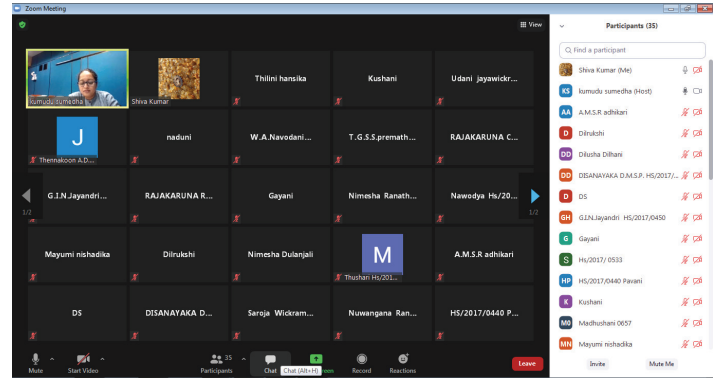 Zoom Meeting
View
kumudu sumedha
Shiva Kumar
Thilini hansika
Kushani
Udani jayawickr...
J
Thennakoon A.D...
naduni
W.A.Navodani...
T.G.S.S.premath...
RAJAKARUNA C...
G.I.N.Jayandri...
RAJAKARUNA R...
Gayani
Nimesha Ranath...
Nawodya Hs/20...
1/2
1/2
Mayumi nishadika
Dilrukshi
Nimesha Dulanjali
M
Thushari Hs/201...
A.M.S.R adhikari
DS
DISANAYAKA D...
Saroja Wickram...
Nuwangana Ran...
HS/2017/0440 P...
Mute
Start Video
35
Participants
Chat
Chat (Alt+H)
een
Record
Reactions
Leave
Participants (35)
Find a participant
Shiva Kumar (Me)
KS kumudu sumedha (Host)
AA A.M.S.R adhikari
D Dilrukshi
DD Dilusha Dilhani
DD DISANAYAKA D.M.S.P. HS/2017/...
D DS
GH G.I.N.Jayandri HS/2017/0450
G Gayani
S Hs/2017/ 0533
HP HS/2017/0440 Pavani
K Kushani
M0 Madhushani 0657
MN Mayumi nishadika
Invite
Mute Me